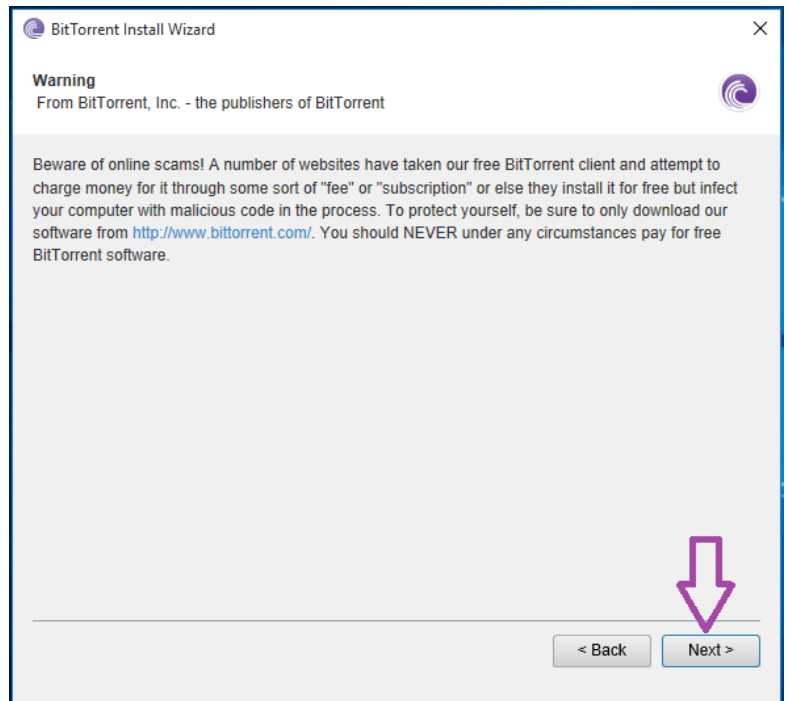 BitTorrent Install Wizard
Warning
From BitTorrent, Inc. - the publishers of BitTorrent
Beware of online scams! A number of websites have taken our free BitTorrent client and attempt to
charge money for it through some sort of "fee" or "subscription" or else they install it for free but infect
your computer with malicious code in the process. To protect yourself, be sure to only download our
software from http://www.bittorrent.com/. You should NEVER under any circumstances pay for free
BitTorrent software.
< Back Next >